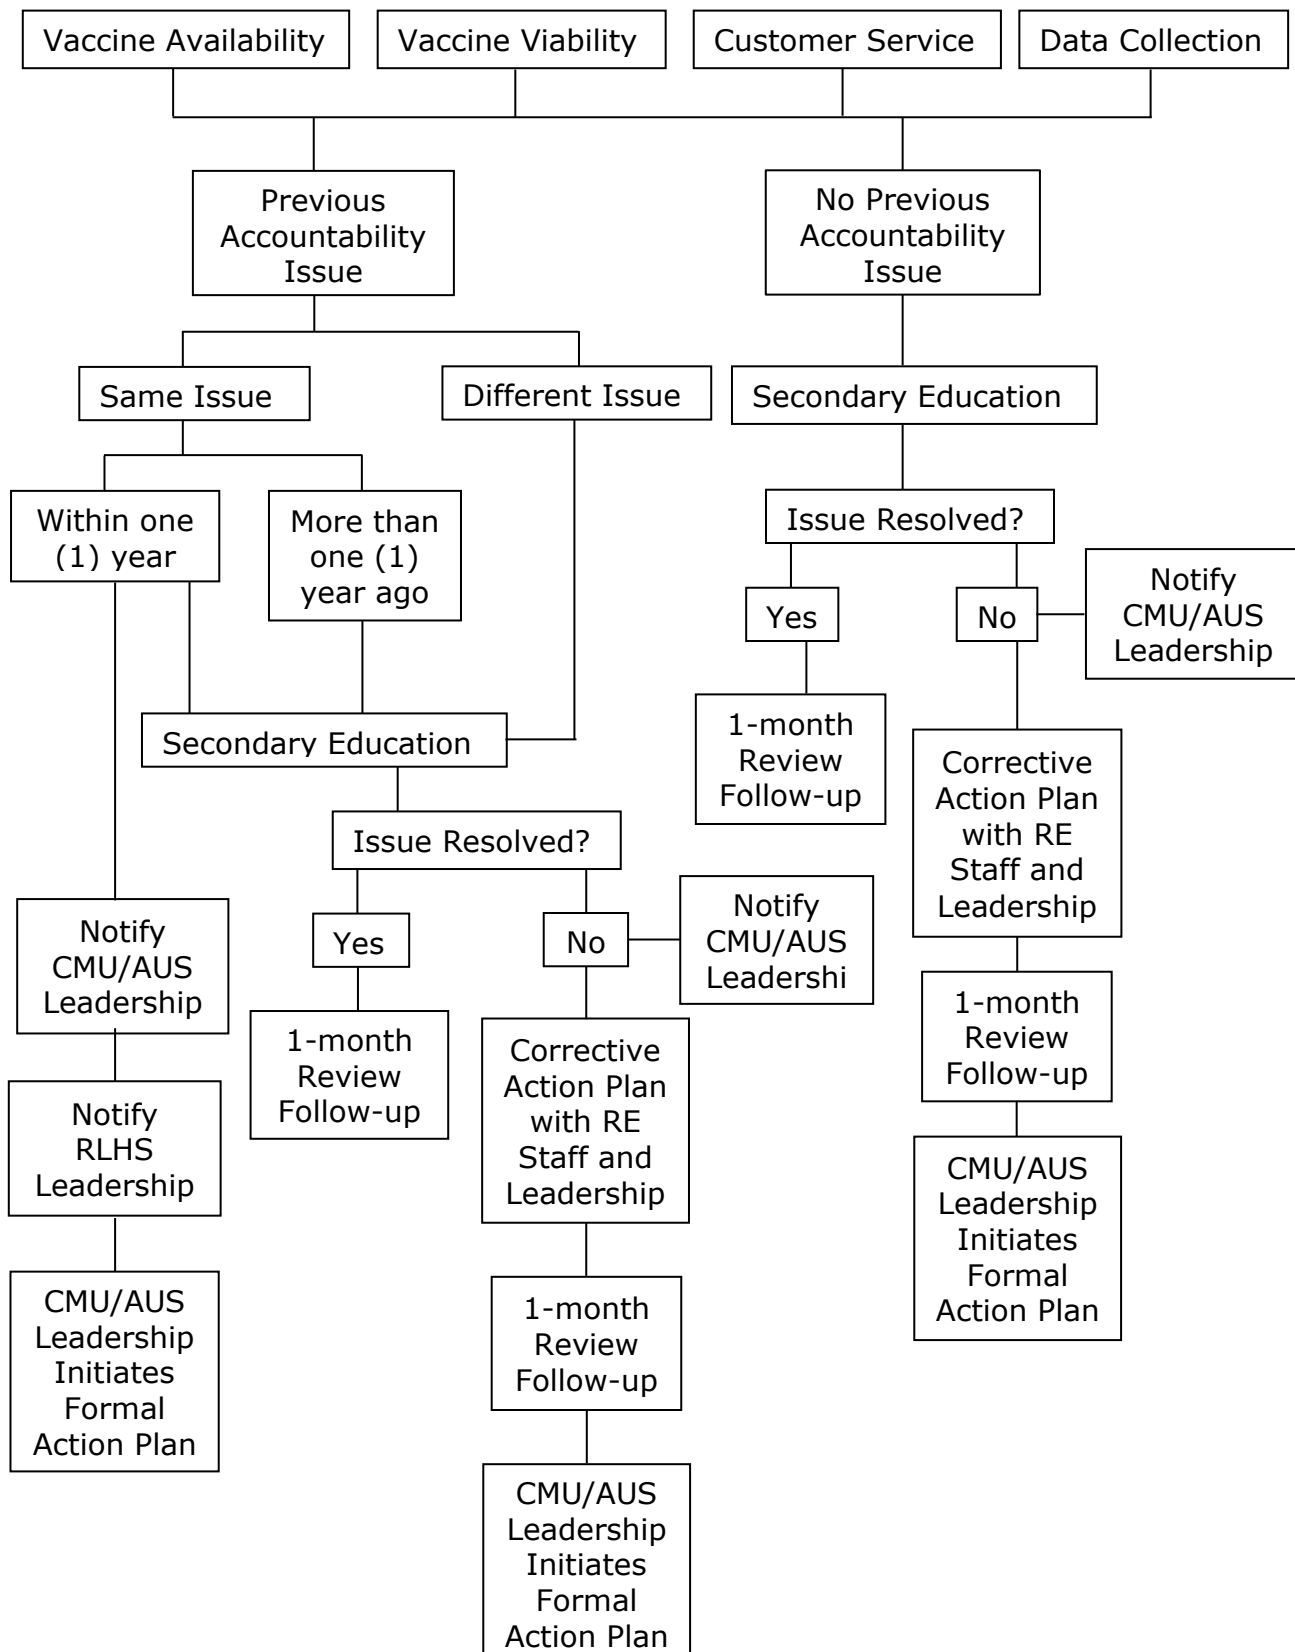 Vaccine Availability
Vaccine Viability
Customer Service
Data Collection
Previous
Accountability
Issue
No Previous
Accountability
Issue
Same Issue
Different Issue
Secondary Education
Within one
(1) year
More than
one (1)
year ago
Issue Resolved?
Yes
No
Notify
CMU/AUS
Leadership
1-month
Review
Follow-up
Secondary Education
Corrective
Action Plan
with RE
Staff and
Leadership
Issue Resolved?
Notify
CMU/AUS
Leadership
Yes
No
Notify
CMU/AUS
Leadershi
1-month
Review
Follow-up
1-month
Review
Follow-up
Corrective
Action Plan
with RE
Staff and
Leadership
Notify
RLHS
Leadership
CMU/AUS
Leadership
Initiates
Formal
Action Plan
CMU/AUS
Leadership
Initiates
Formal
Action Plan
1-month
Review
Follow-up
CMU/AUS
Leadership
Initiates
Formal
Action Plan